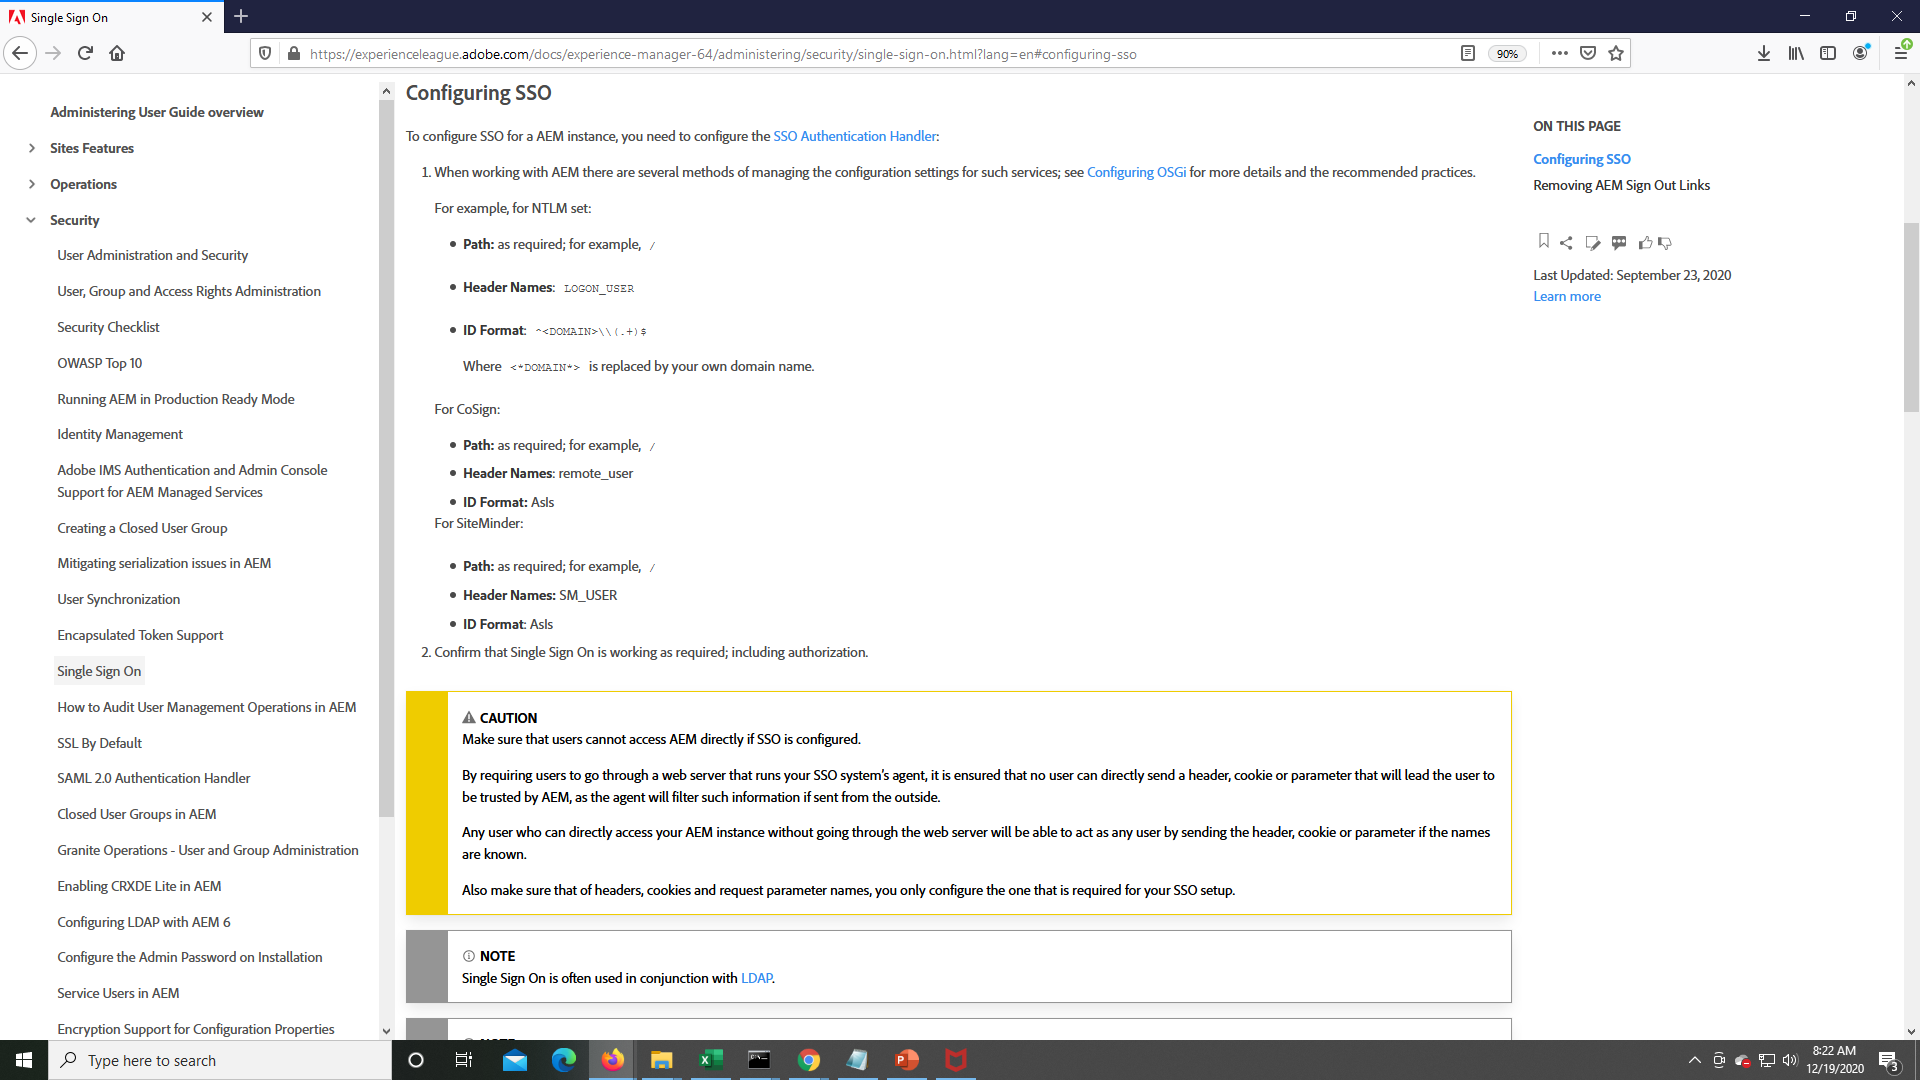 Single Sign On
https://experienceleague.adobe.com/docs/experience-manager-64/administering/security/single-sign-on.html?lang=en#configuring-sso
90%
Administering User Guide overview
Sites Features
Operations
Security
User Administration and Security
User, Group and Access Rights Administration
Security Checklist
OWASP Top 10
Running AEM in Production Ready Mode
Identity Management
Adobe IMS Authentication and Admin Console
Support for AEM Managed Services
Creating a Closed User Group
Mitigating serialization issues in AEM
User Synchronization
Encapsulated Token Support
Single Sign On
How to Audit User Management Operations in AEM
SSL By Default
SAML 2.0 Authentication Handler
Closed User Groups in AEM
Granite Operations - User and Group Administration
Enabling CRXDE Lite in AEM
Configuring LDAP with AEM 6
Configure the Admin Password on Installation
Service Users in AEM
Encryption Support for Configuration Properties
Configuring SSO
To configure SSO for a AEM instance, you need to configure the SSO Authentication Handler:
1. When working with AEM there are several methods of managing the configuration settings for such services; see Configuring OSGi for more details and the recommended practices.
For example, for NTLM set:
Path: as required; for example, /
Header Names: LOGON_USER
ID Format: ^<DOMAIN>\\(.+)$
Where <*DOMAIN*> is replaced by your own domain name.
For CoSign:
Path: as required; for example, /
Header Names: remote_user
ID Format: AsIs
For SiteMinder:
Path: as required; for example, /
Header Names: SM_USER
ID Format: AsIs
2. Confirm that Single Sign On is working as required; including authorization.
CAUTION
Make sure that users cannot access AEM directly if SSO is configured.
By requiring users to go through a web server that runs your SSO system's agent, it is ensured that no user can directly send a header, cookie or parameter that will lead the user to
be trusted by AEM, as the agent will filter such information if sent from the outside.
Any user who can directly access your AEM instance without going through the web server will be able to act as any user by sending the header, cookie or parameter if the names
are known.
Also make sure that of headers, cookies and request parameter names, you only configure the one that is required for your SSO setup.
NOTE
Single Sign On is often used in conjunction with LDAP.
ON THIS PAGE
Configuring SSO
Removing AEM Sign Out Links
Last Updated: September 23, 2020
Learn more
Type here to search
8:22 AM
12/19/2020
3